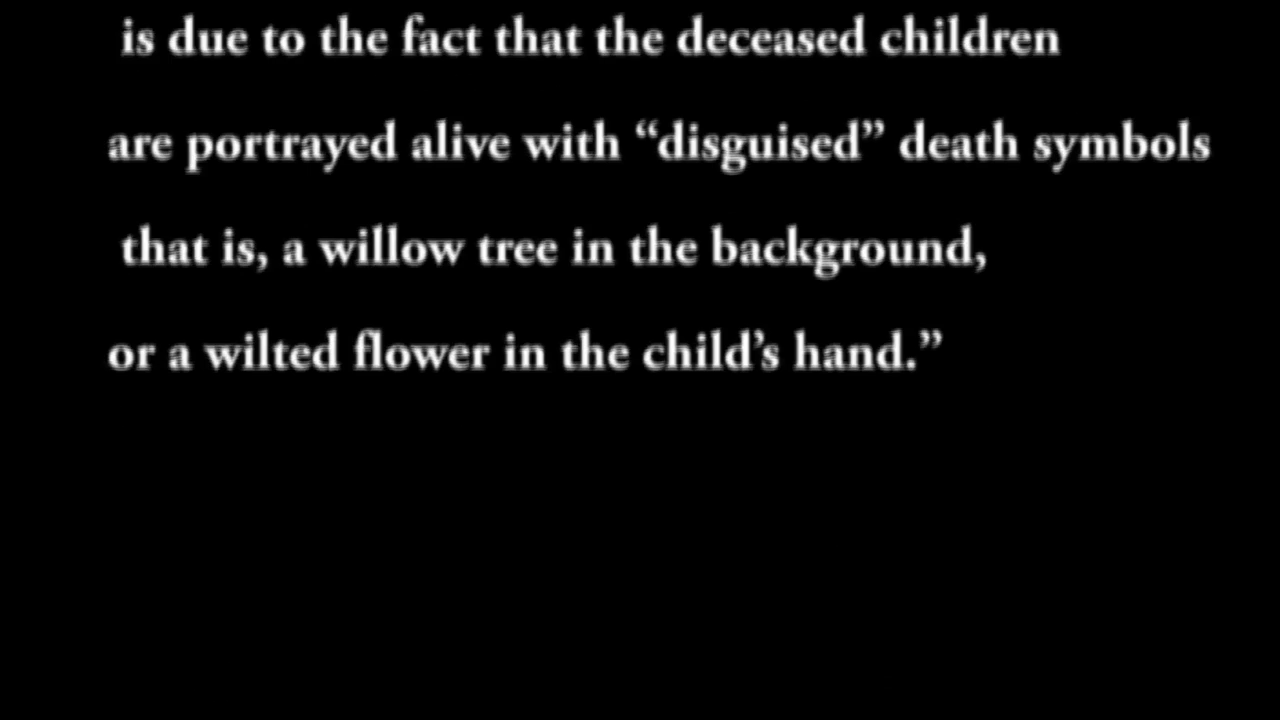 is due to the fact that the deceased children
are portrayed alive with “disguised” death symbols
that is, a willow tree in the background,
or a wilted flower in the child’s hand.”